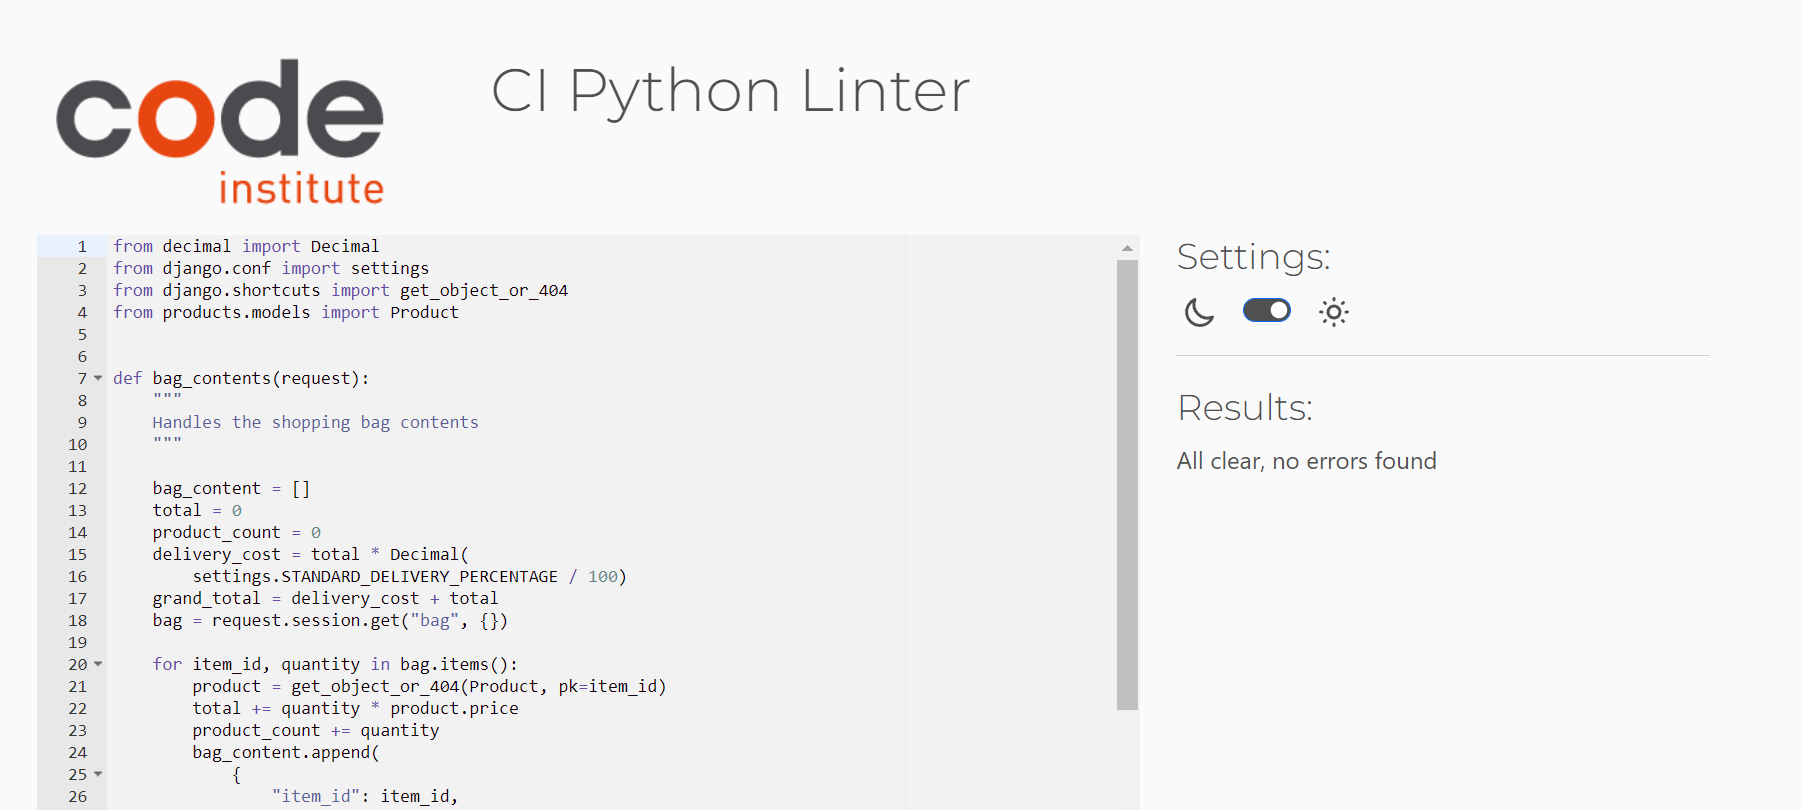 code
institute
CI Python Linter
1 from decimal import Decimal
2 from django.conf import settings
3 from django.shortcuts import get_object_or_404
4 from products.models import Product
5
6
7 def bag_contents(request):
8     """
9     Handles the shopping bag contents
10     """
11
12     bag_content = []
13     total = 0
14     product_count = 0
15     delivery_cost = total * Decimal(
16         settings.STANDARD_DELIVERY_PERCENTAGE / 100)
17     grand_total = delivery_cost + total
18     bag = request.session.get("bag", {})
19
20     for item_id, quantity in bag.items():
21         product = get_object_or_404(Product, pk=item_id)
22         total += quantity * product.price
23         product_count += quantity
24         bag_content.append(
25             {
26                 "item_id": item_id,
Settings:
Results:
All clear, no errors found